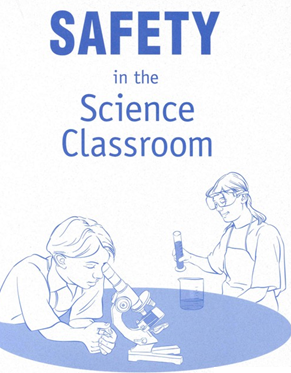 SAFETY
in the
Science
Classroom